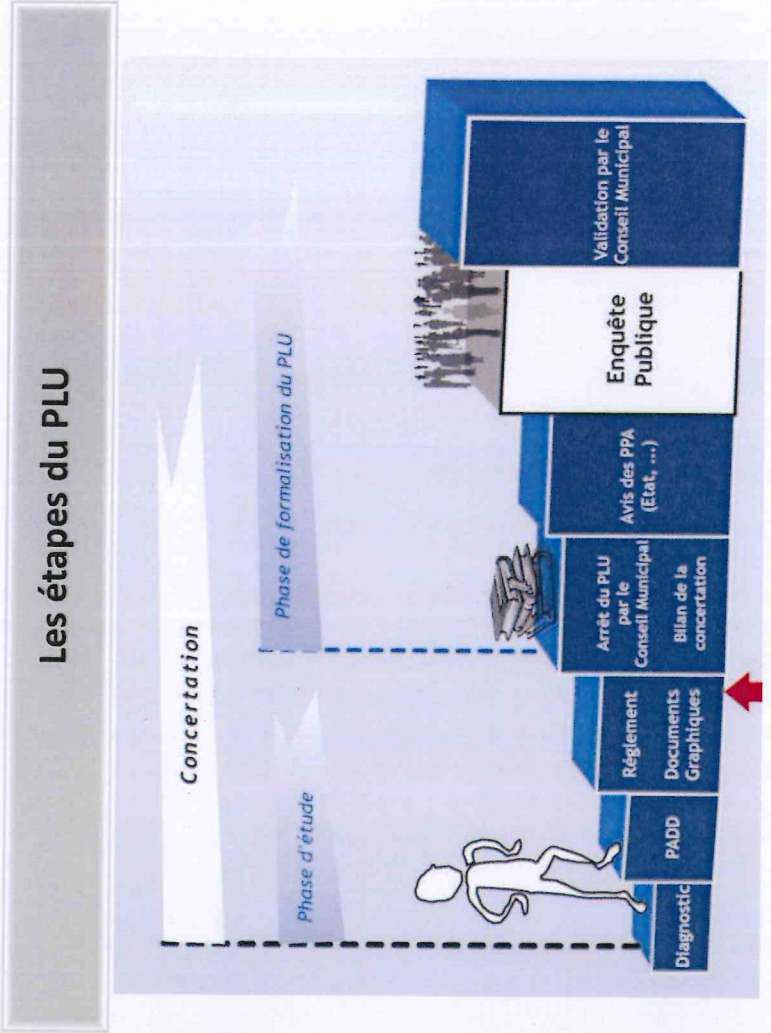 Les étapes du PLU
Concertation
Phase d'étude
Phase de formalisation du PLU
Diagnostic
PADD
Réglement
Documents
Graphiques
Arrêt du PLU
par le
Conseil Municipal
Bilan de la
concertation
Avis des PPA
(Etat, ...)
Enquête
Publique
Validation par le
Conseil Municipal